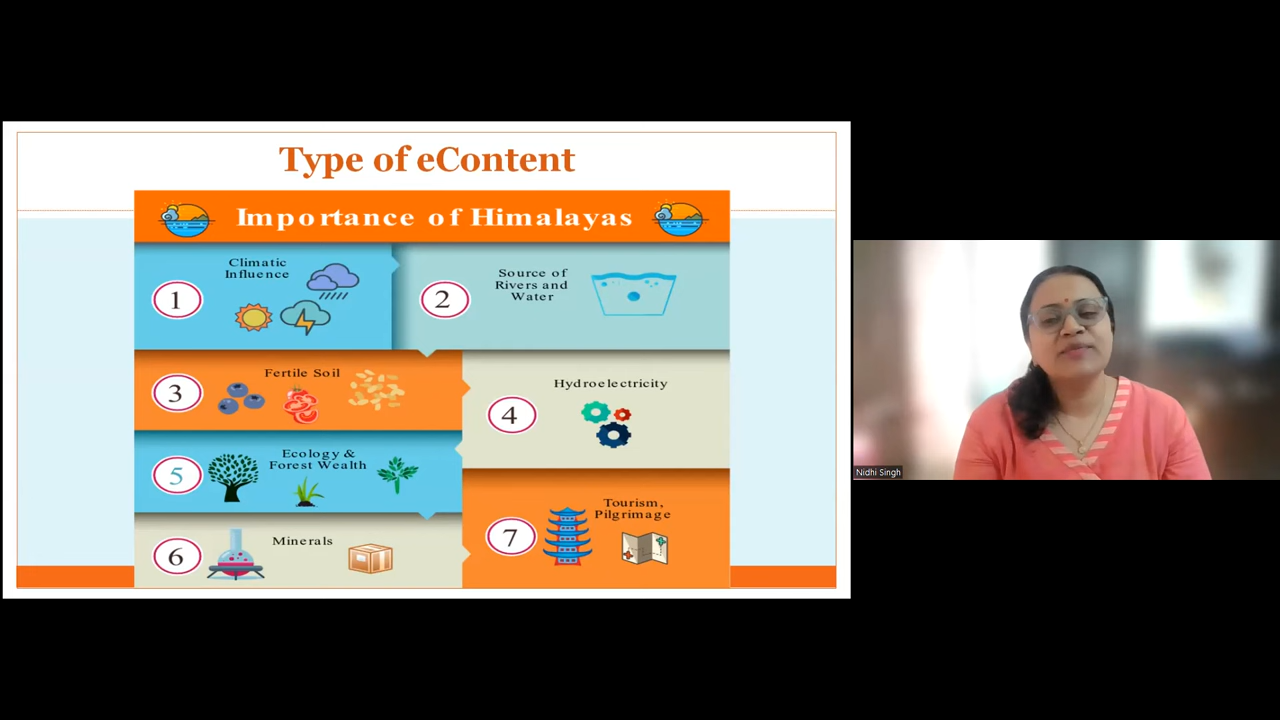 Type of eContent
Importance of Himalayas
1
Climatic
Influence
2
Source of
Rivers and
Water
3
Fertile Soil
4
Hydroelectricity
5
Ecology &
Forest Wealth
6
Minerals
7
Tourism,
Pilgrimage
Nidhi Singh